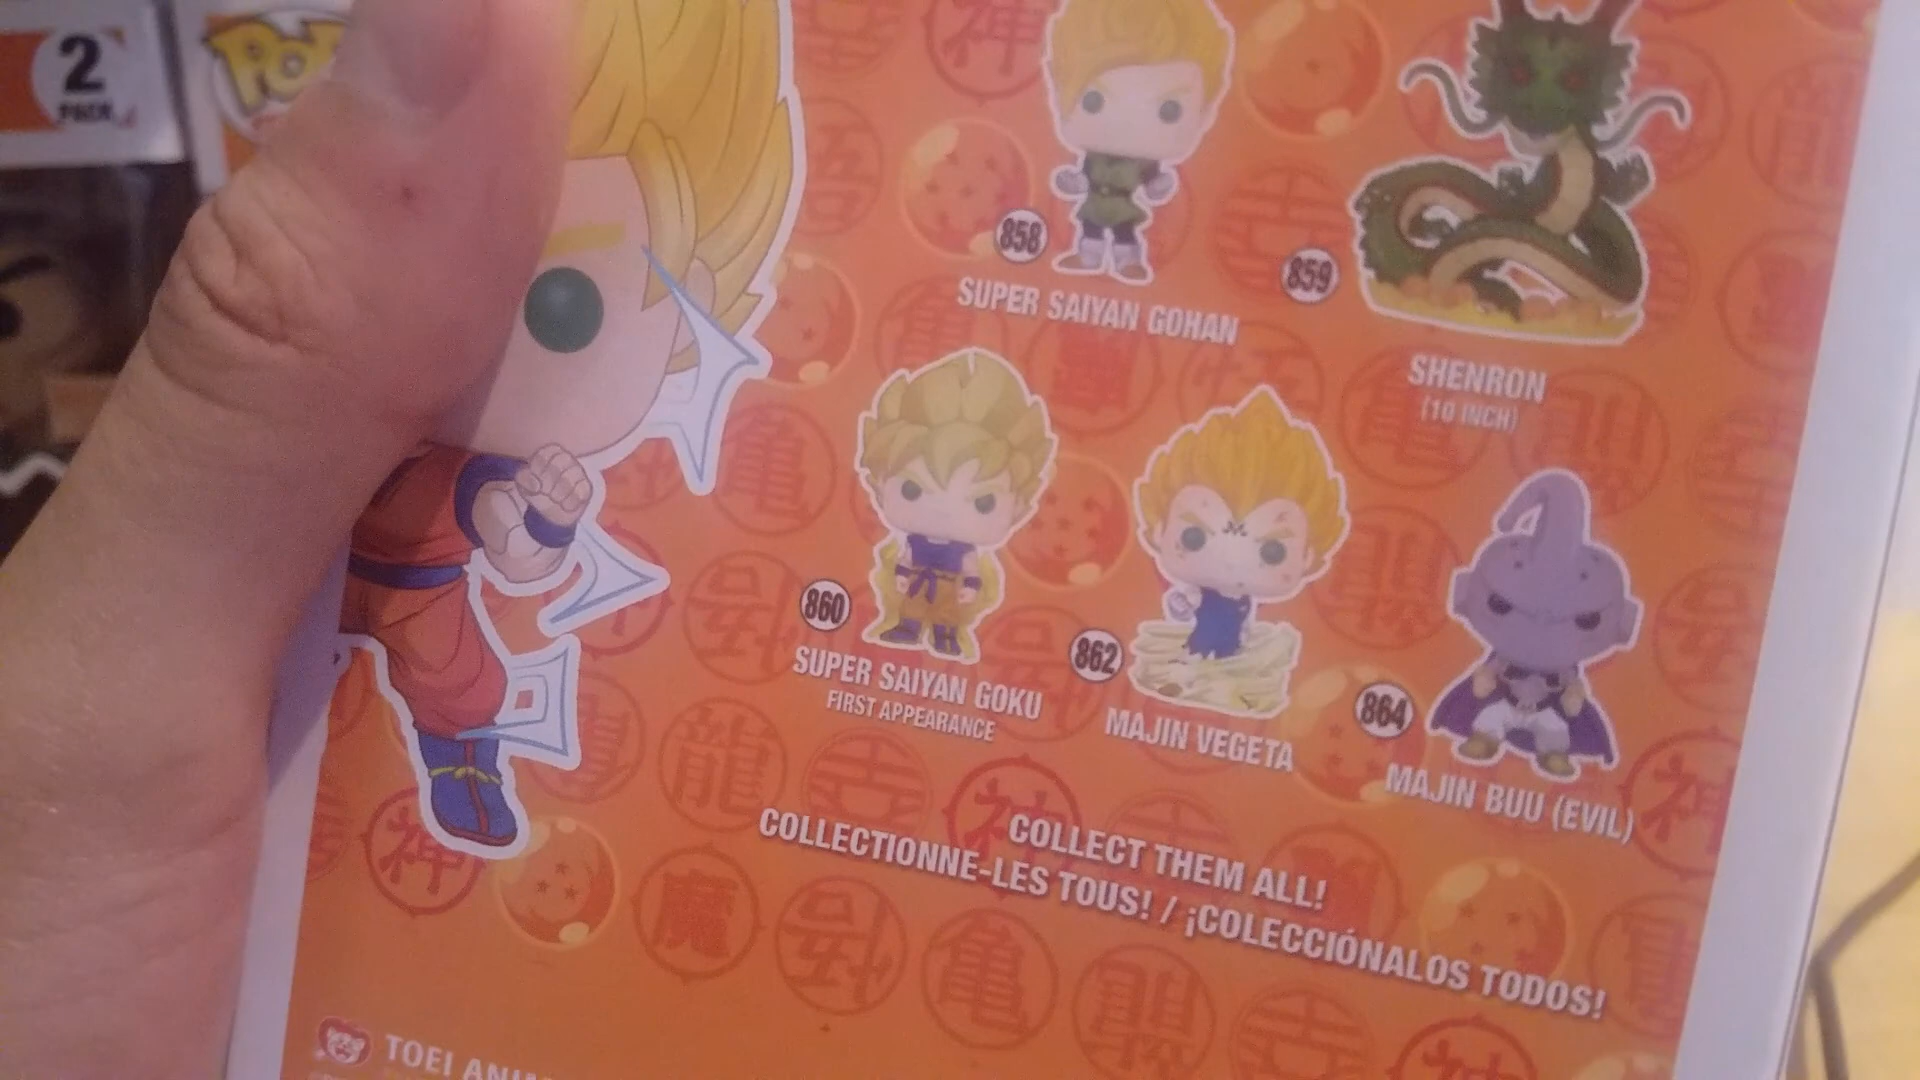 2
PACK
POP
858
SUPER SAIYAN GOHAN
859
SHENRON
(10 INCH)
860
SUPER SAIYAN GOKU
FIRST APPEARANCE
862
MAJIN VEGETA
864
MAJIN BUU (EVIL)
COLLECT THEM ALL!
COLLECTIONNE-LES TOUS! / ¡COLECCIÓNALOS TODOS!
TOEI